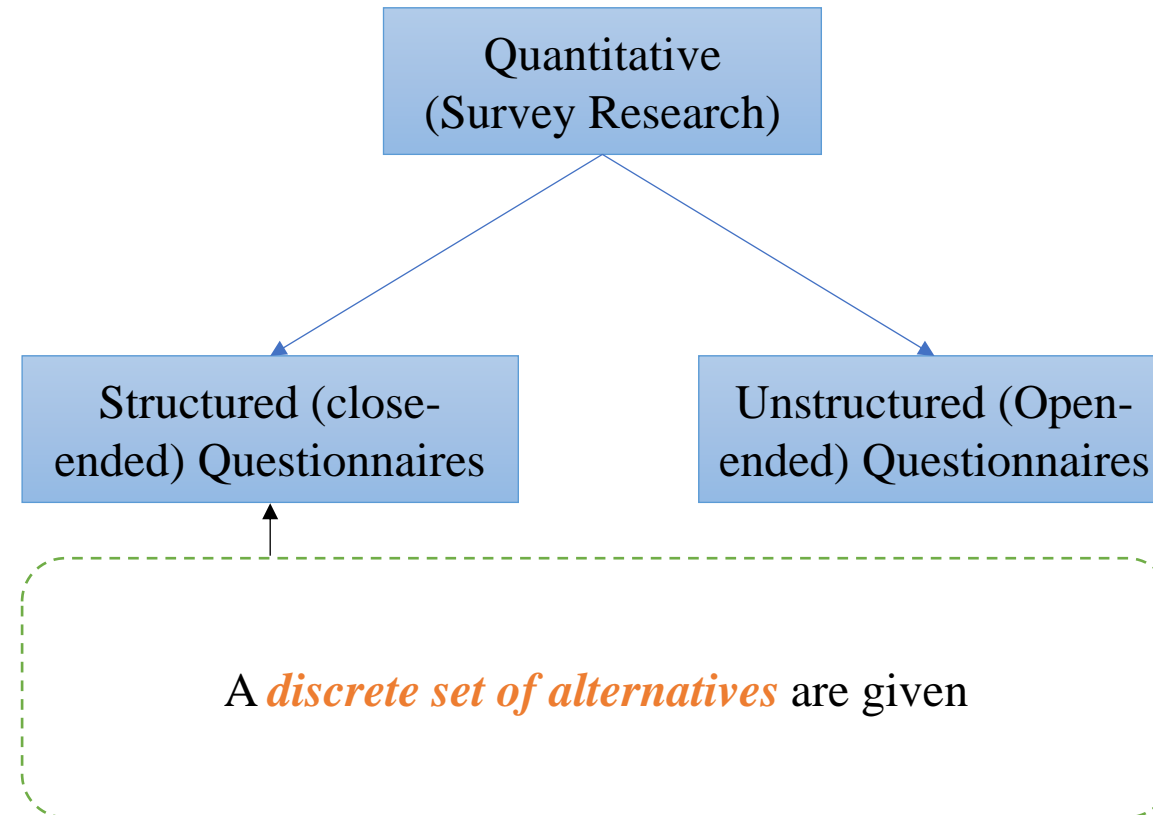 Quantitative
(Survey Research)
Structured (close-
ended) Questionnaires
Unstructured (Open-
ended) Questionnaires
A discrete set of alternatives are given